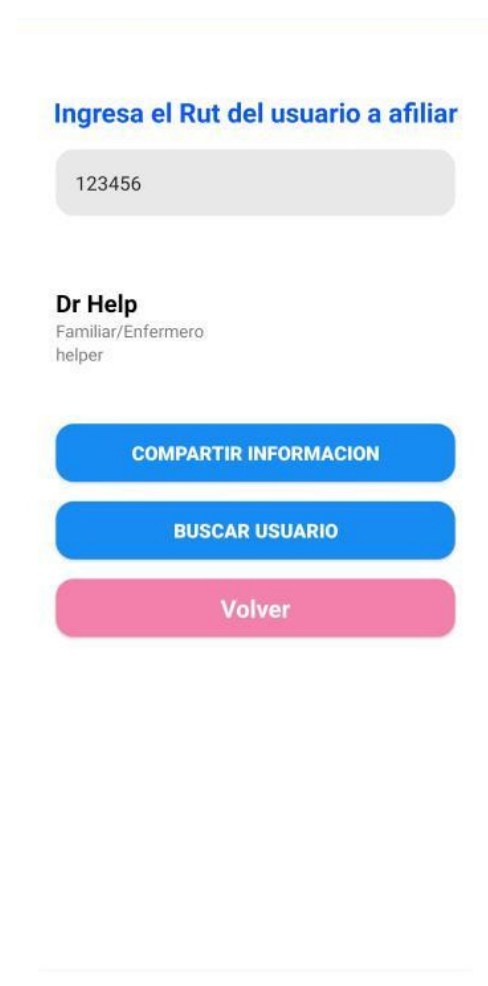 Ingresa el Rut del usuario a afiliar
123456
Dr Help
Familiar/Enfermero
helper
COMPARTIR INFORMACION
BUSCAR USUARIO
Volver